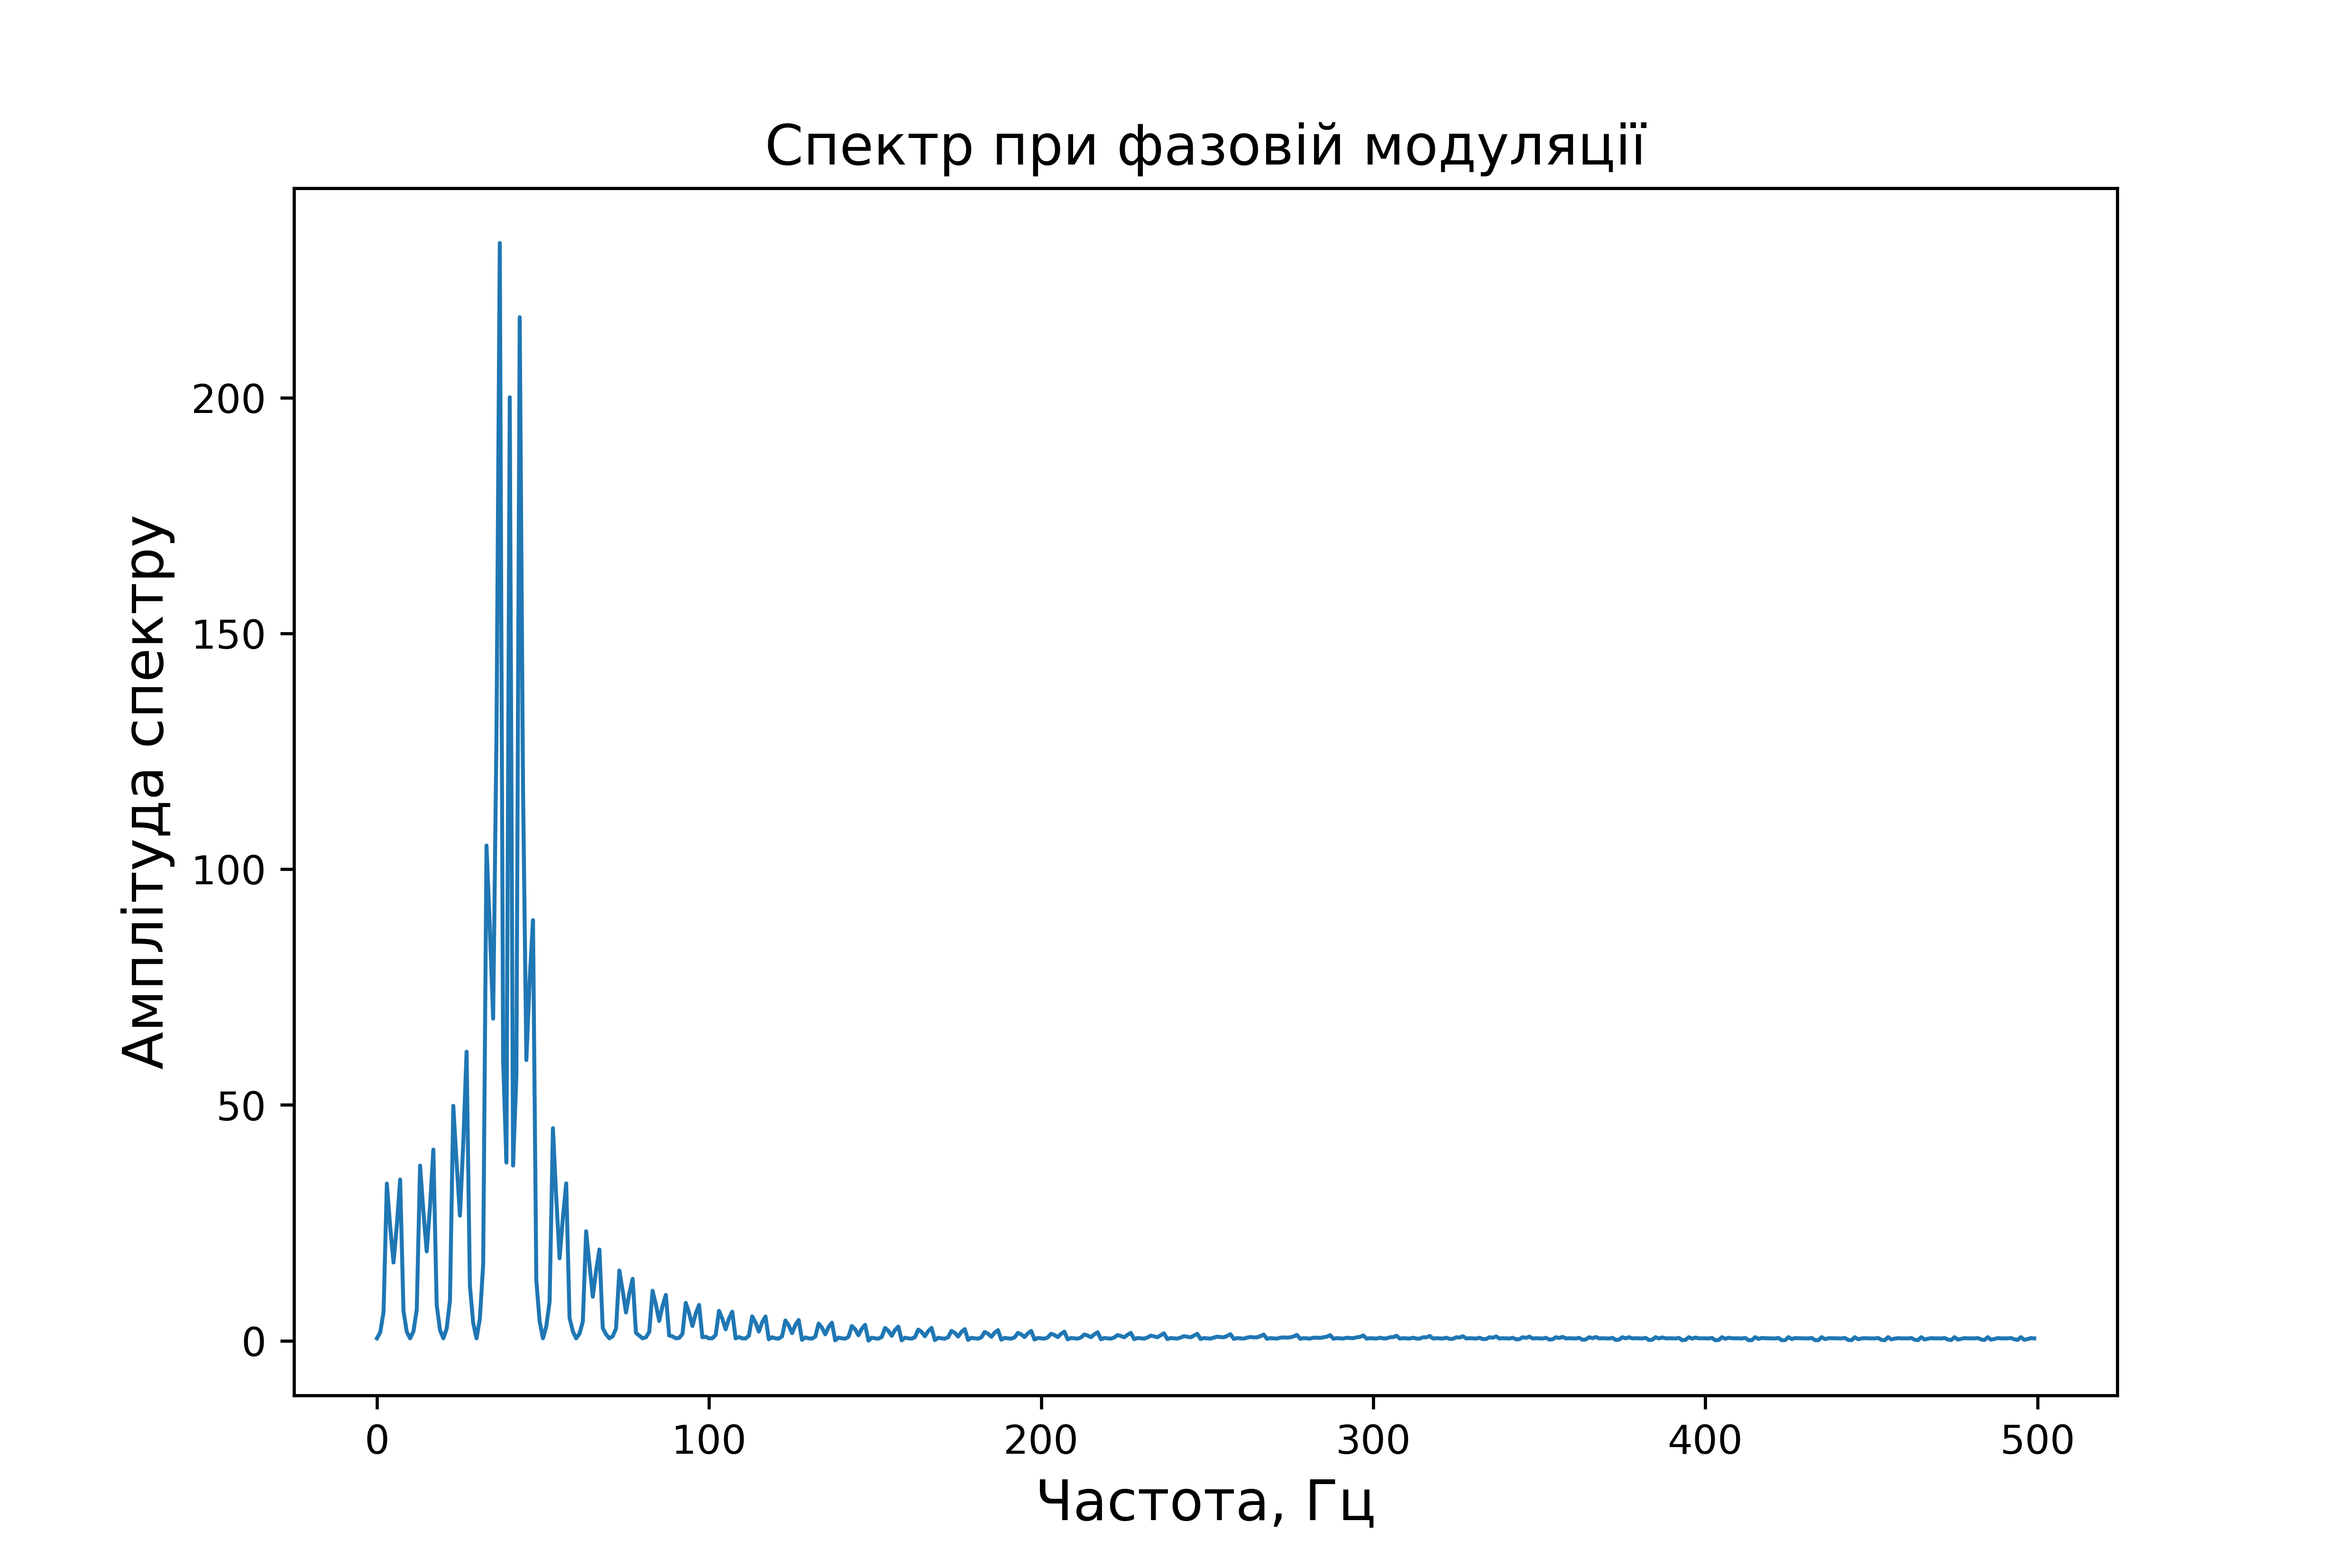 Спектр при фазовій модуляції
Амплітуда спектру
200
150
100
50
0
0 100 200 300 400 500
Частота, Гц